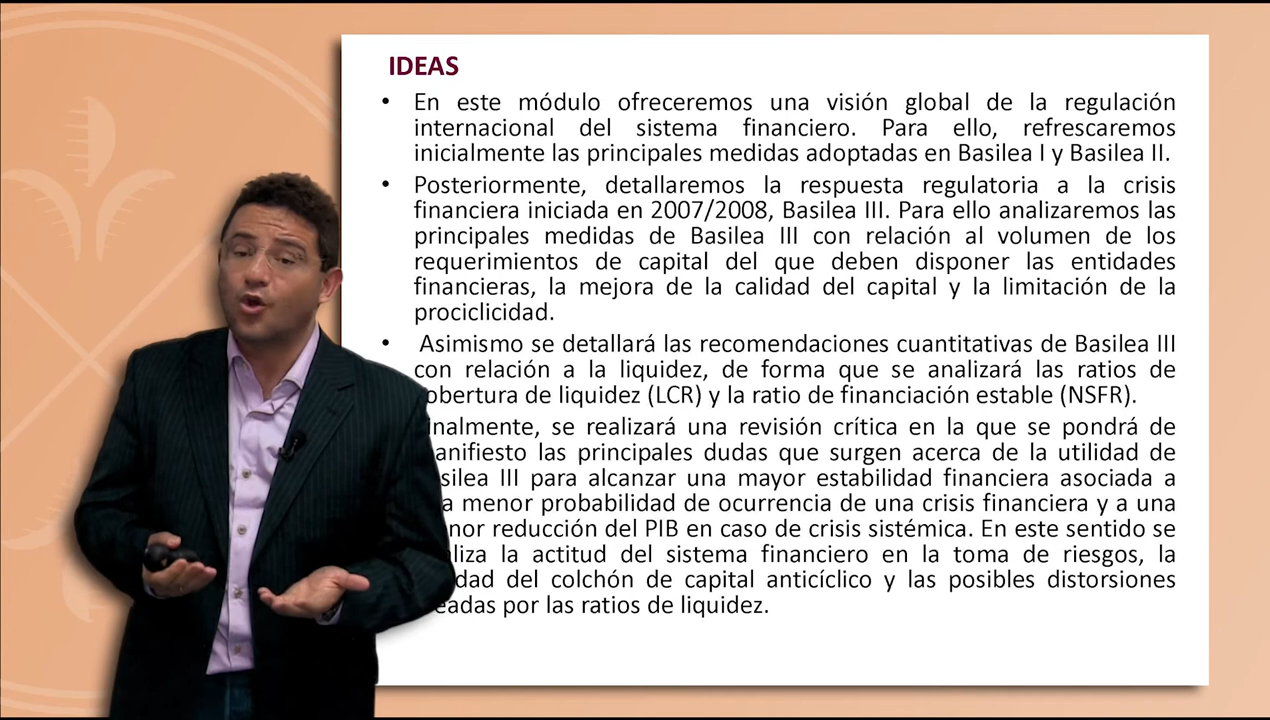 IDEAS
• En este módulo ofreceremos una visión global de la regulación
internacional del sistema financiero. Para ello, refrescaremos
inicialmente las principales medidas adoptadas en Basilea I y Basilea II.
• Posteriormente, detallaremos la respuesta regulatoria a la crisis
financiera iniciada en 2007/2008, Basilea III. Para ello analizaremos las
principales medidas de Basilea III con relación al volumen de los
requerimientos de capital del que deben disponer las entidades
financieras, la mejora de la calidad del capital y la limitación de la
prociclicidad.
• Asimismo se detallará las recomendaciones cuantitativas de Basilea III
con relación a la liquidez, de forma que se analizará las ratios de
obertura de liquidez (LCR) y la ratio de financiación estable (NSFR).
inalmente, se realizará una revisión crítica en la que se pondrá de
anifiesto las principales dudas que surgen acerca de la utilidad de
silea III para alcanzar una mayor estabilidad financiera asociada a
a menor probabilidad de ocurrencia de una crisis financiera y a una
nor reducción del PIB en caso de crisis sistémica. En este sentido se
liza la actitud del sistema financiero en la toma de riesgos, la
dad del colchón de capital anticíclico y las posibles distorsiones
eadas por las ratios de liquidez.